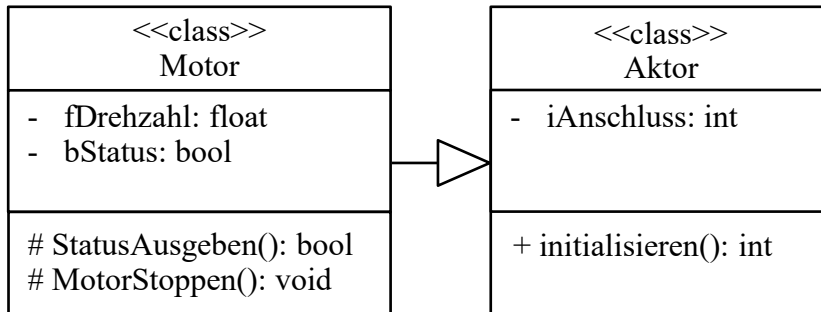 <<class>>
Motor
- fDrehzahl: float
- bStatus: bool
# StatusAusgeben(): bool
# MotorStoppen(): void
<<class>>
Aktor
- iAnschluss: int
+ initialisieren(): int